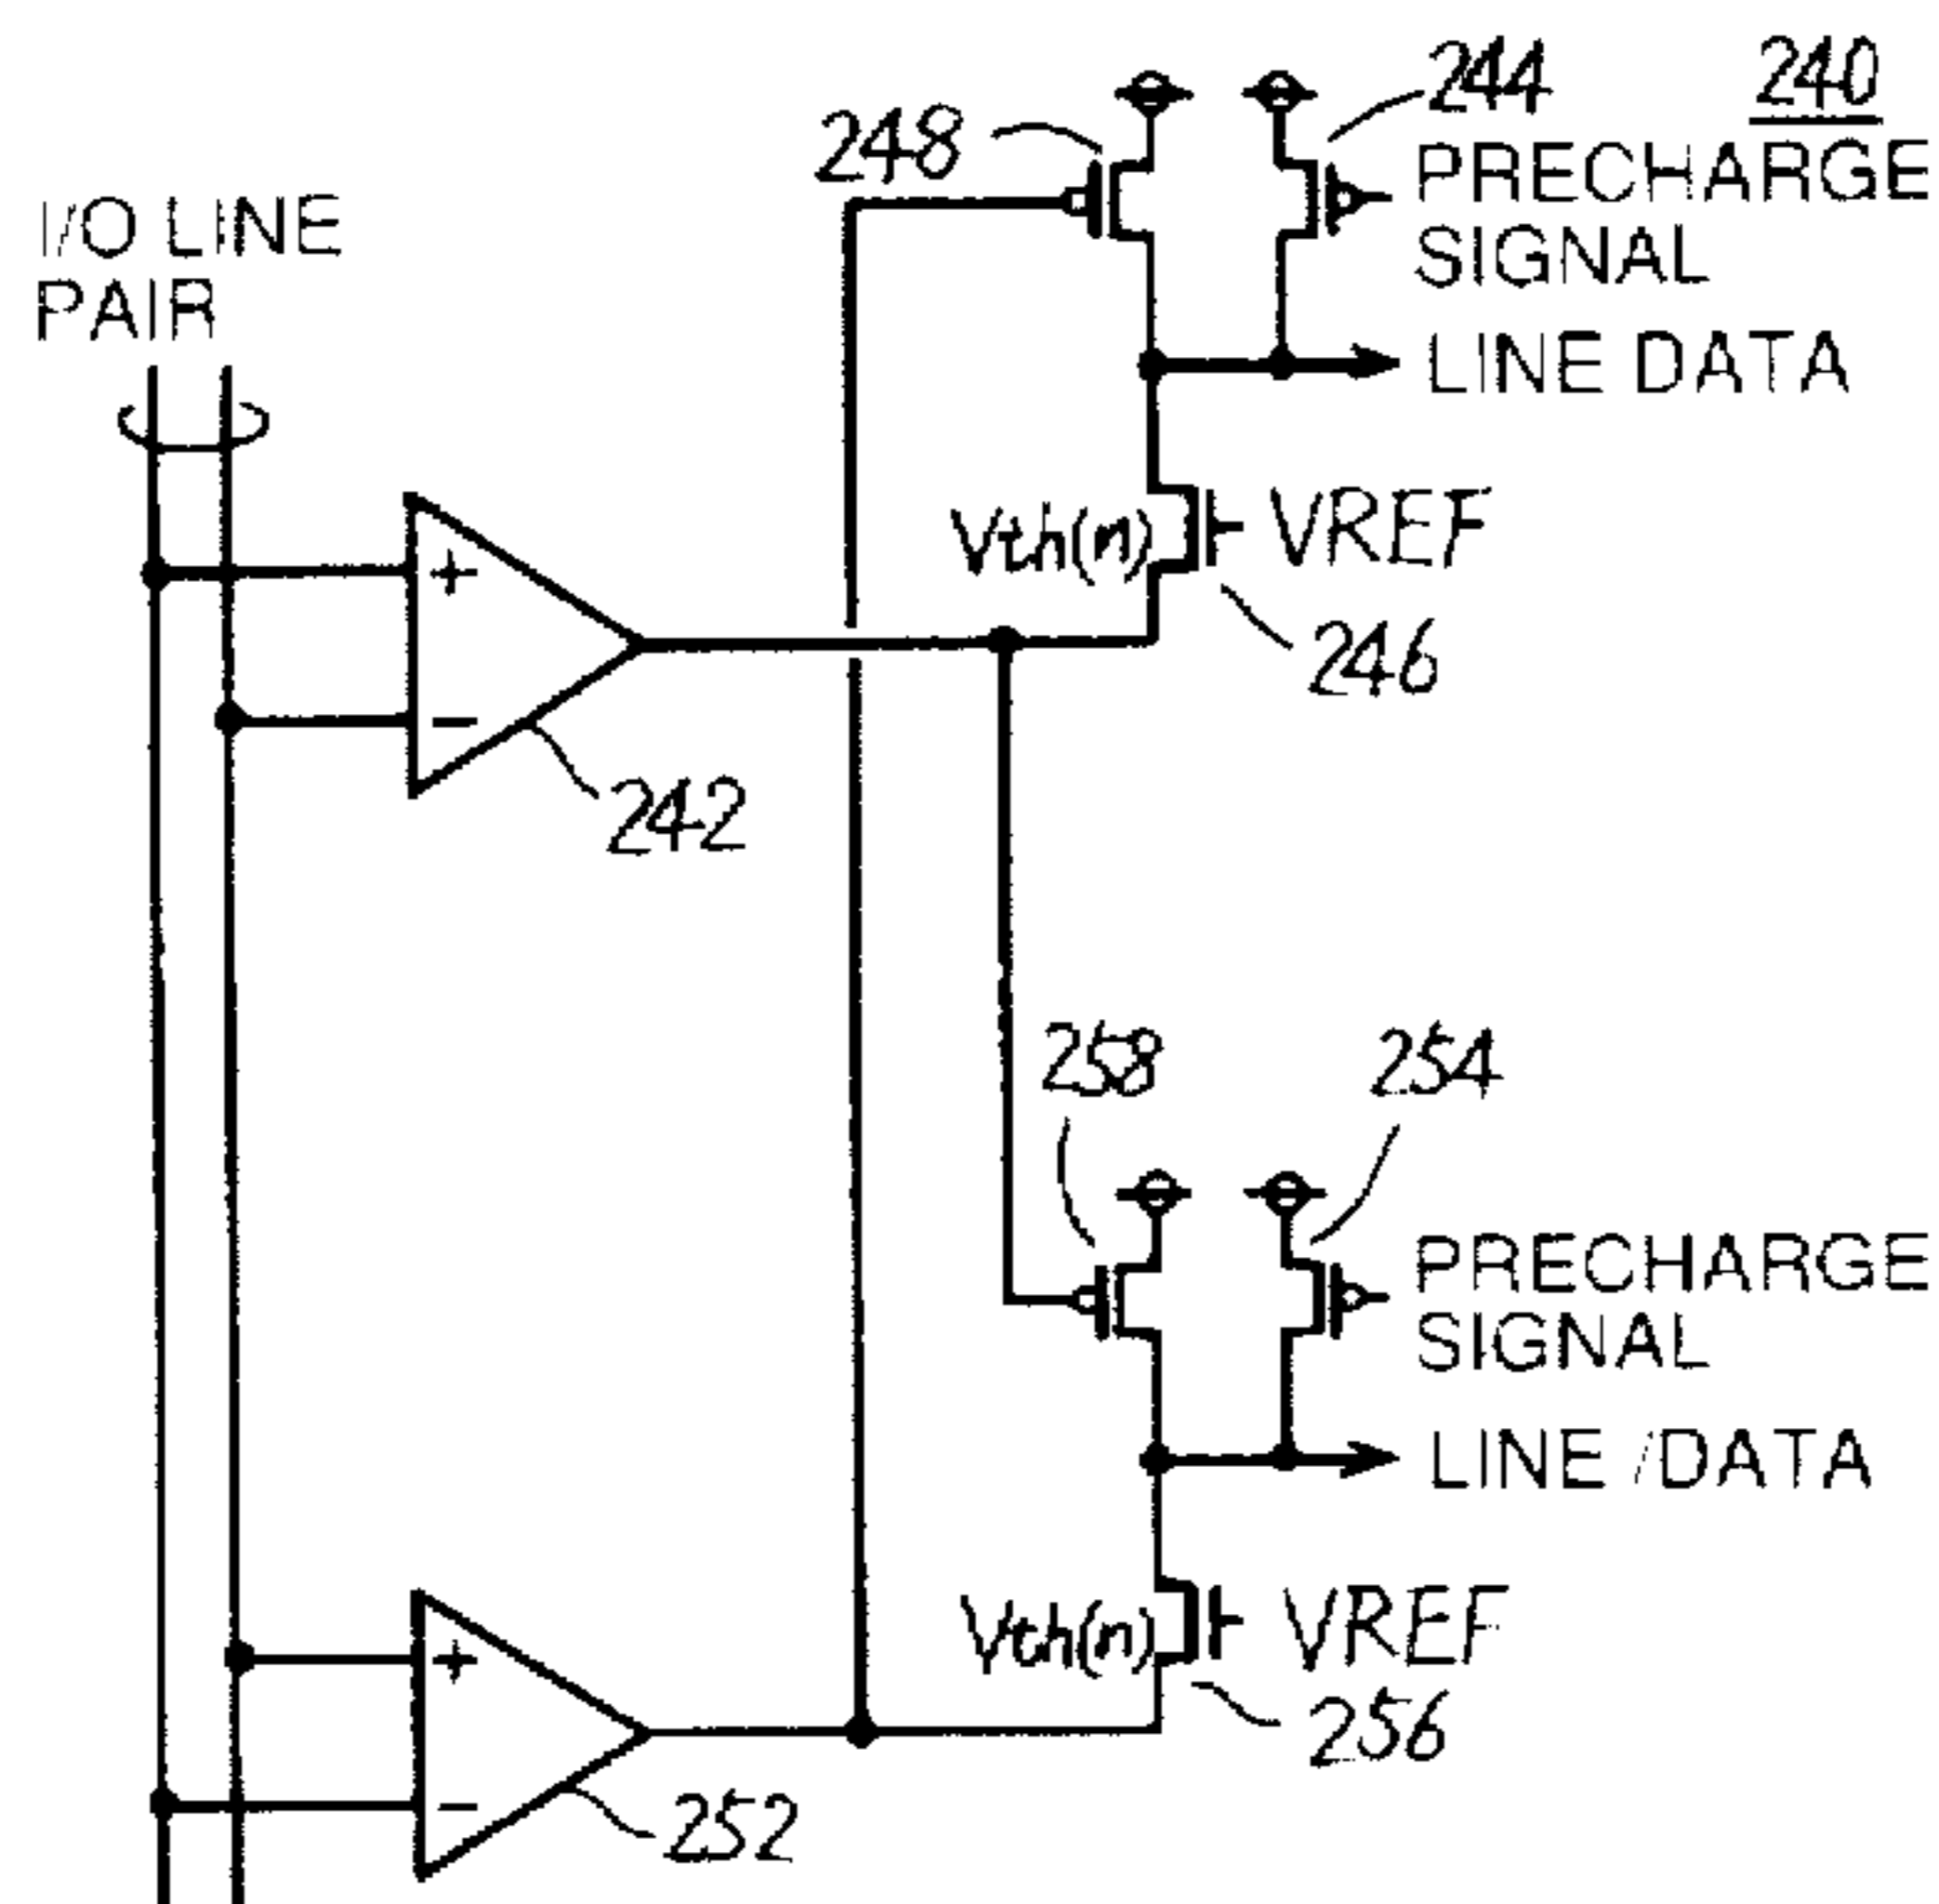 240
244
248
PRECHARGE
SIGNAL
I/O LINE
PAIR
LINE DATA
Vth(n)
VREF
246
+
−
242
258
254
PRECHARGE
SIGNAL
LINE /DATA
Vth(n)
VREF
256
+
−
252